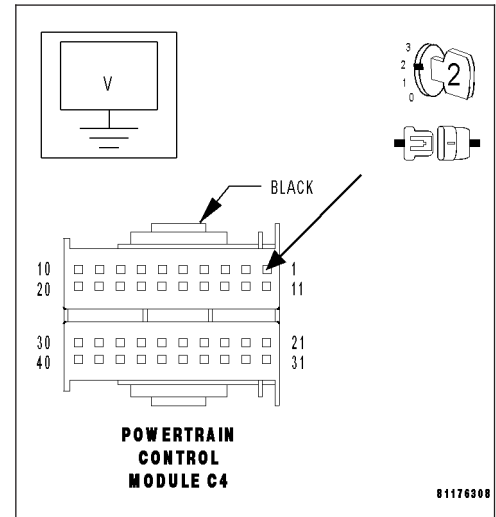 V
3
2
1
0
2
BLACK
10 1
20 11
30 21
40 31
POWERTRAIN
CONTROL
MODULE C4
81176308